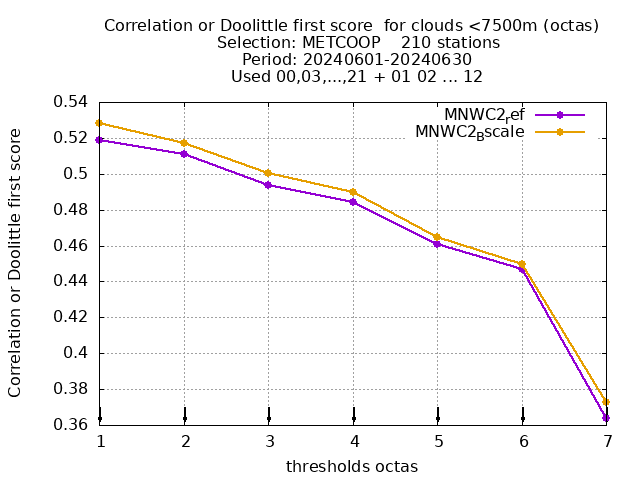 Correlation or Doolittle first score  for clouds <7500m (octas)
Selection: METCOOP    210 stations
Period: 20240601-20240630
Used 00,03,...,21 + 01 02 ... 12
MNWC2ref
MNWC2Bscale
Correlation or Doolittle first score
0.54
0.52
0.5
0.48
0.46
0.44
0.42
0.4
0.38
0.36
1 2 3 4 5 6 7
thresholds octas